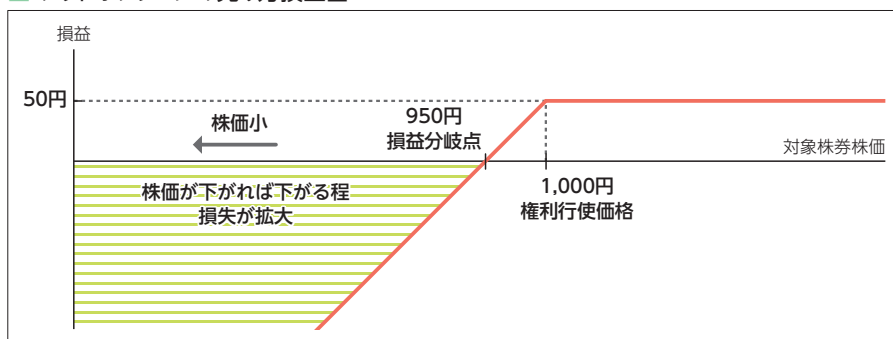 損益
50円
950円
損益分岐点
株価小
対象株券株価
株価が下がれば下がる程
損失が拡大
1,000円
権利行使価格